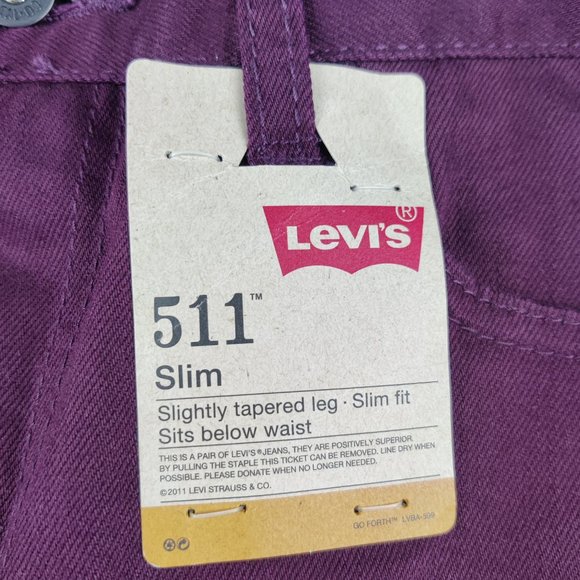 LEVI'S®
511™
Slim
Slightly tapered leg · Slim fit
Sits below waist
THIS IS A PAIR OF LEVI'S® JEANS, THEY ARE POSITIVELY SUPERIOR.
BY PULLING THE STAPLE THIS TICKET CAN BE REMOVED. LINE DRY WHEN
POSSIBLE. PLEASE DONATE WHEN NO LONGER NEEDED.
©2011 LEVI STRAUSS & CO.
GO FORTH™ LVBA-509